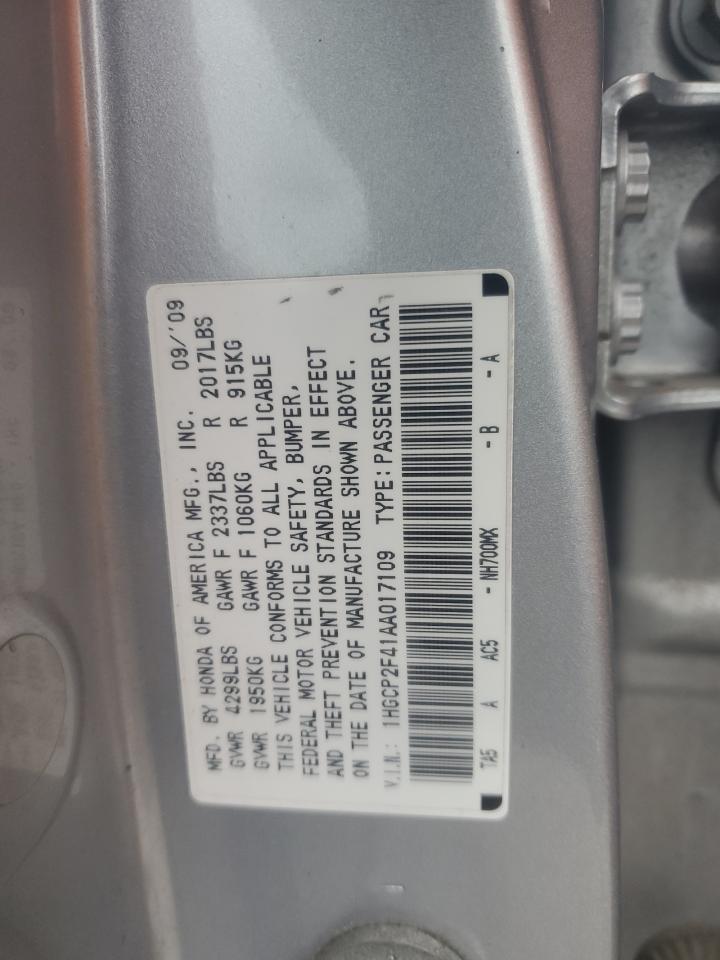 MFD. BY HONDA OF AMERICA MFG., INC. 09/'09
GVWR 4299LBS GAWR F 2337LBS R 2017LBS
GVWR 1950KG GAWR F 1060KG R 915KG
THIS VEHICLE CONFORMS TO ALL APPLICABLE
FEDERAL MOTOR VEHICLE SAFETY, BUMPER,
AND THEFT PREVENTION STANDARDS IN EFFECT
ON THE DATE OF MANUFACTURE SHOWN ABOVE.
V.I.N.: 1HGCP2F41AA017109 TYPE: PASSENGER CAR
TA5 A AC5 - NH700MX - B - A